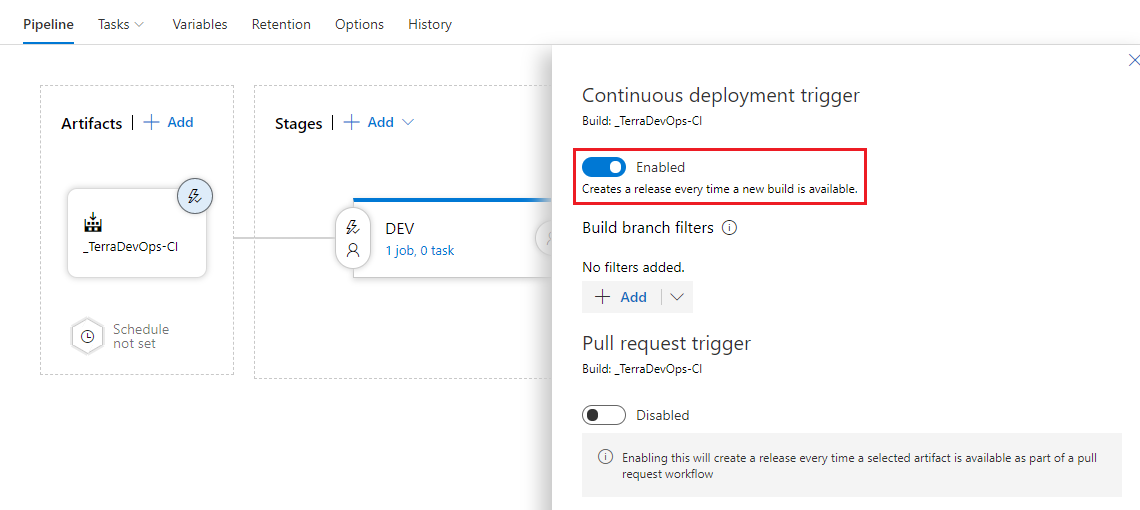 Pipeline Tasks Variables Retention Options History
Artifacts | Add
_TerraDevOps-CI
Schedule
not set
Stages | Add
DEV
1 job, 0 task
Continuous deployment trigger
Build: _TerraDevOps-CI
Enabled
Creates a release every time a new build is available.
Build branch filters
No filters added.
Add
Pull request trigger
Build: _TerraDevOps-CI
Disabled
Enabling this will create a release every time a selected artifact is available as part of a pull
request workflow